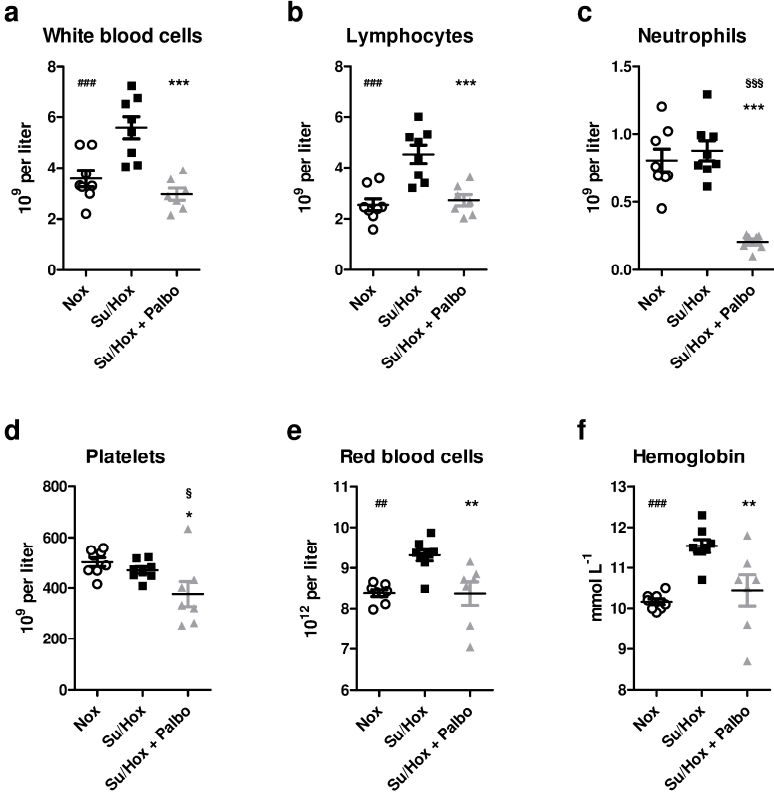 a
White blood cells
10⁹ per liter
8
6
4
2
0
###
***
Nox
Su/Hox
Su/Hox + Palbo
b
Lymphocytes
10⁹ per liter
8
6
4
2
0
###
***
Nox
Su/Hox
Su/Hox + Palbo
c
Neutrophils
10⁹ per liter
1.5
1.0
0.5
0.0
§§§
***
Nox
Su/Hox
Su/Hox + Palbo
d
Platelets
10⁹ per liter
800
600
400
200
0
§
*
Nox
Su/Hox
Su/Hox + Palbo
e
Red blood cells
10¹² per liter
11
10
9
8
7
6
##
**
Nox
Su/Hox
Su/Hox + Palbo
f
Hemoglobin
mmol L⁻¹
13
12
11
10
9
8
###
**
Nox
Su/Hox
Su/Hox + Palbo